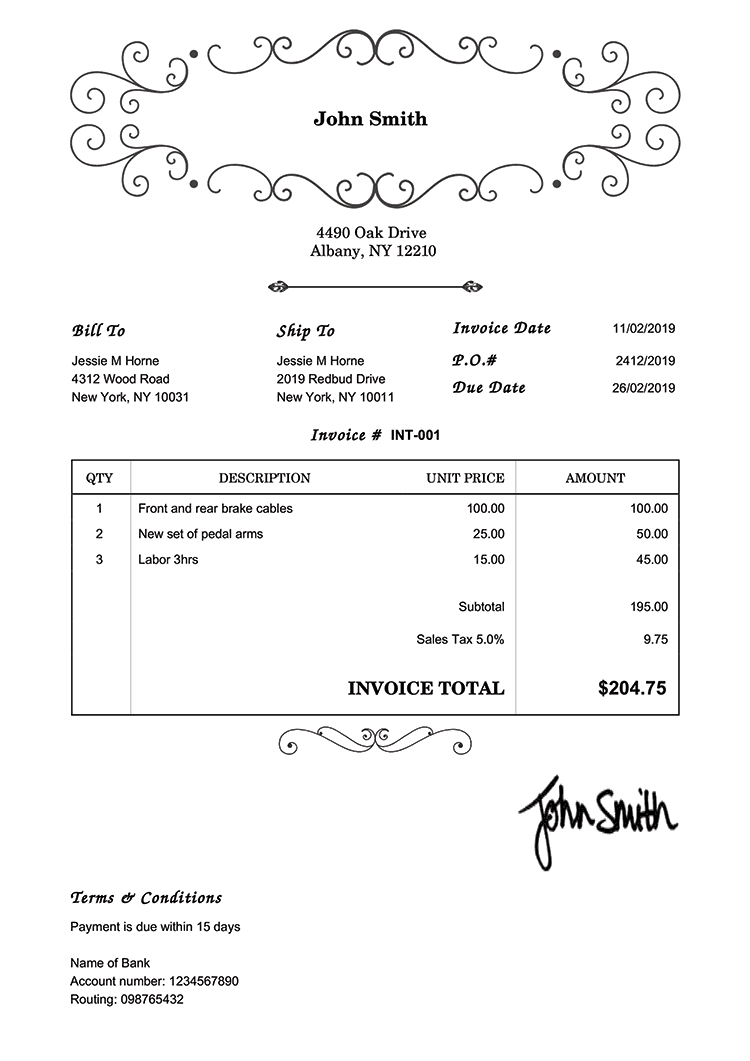 John Smith
4490 Oak Drive
Albany, NY 12210
Bill To
Jessie M Horne
4312 Wood Road
New York, NY 10031
Ship To
Jessie M Horne
2019 Redbud Drive
New York, NY 10011
Invoice Date 11/02/2019
P.O.# 2412/2019
Due Date 26/02/2019
Invoice # INT-001
QTY DESCRIPTION UNIT PRICE AMOUNT
1 Front and rear brake cables 100.00 100.00
2 New set of pedal arms 25.00 50.00
3 Labor 3hrs 15.00 45.00
Subtotal 195.00
Sales Tax 5.0% 9.75
INVOICE TOTAL $204.75
John Smith
Terms & Conditions
Payment is due within 15 days
Name of Bank
Account number: 1234567890
Routing: 098765432